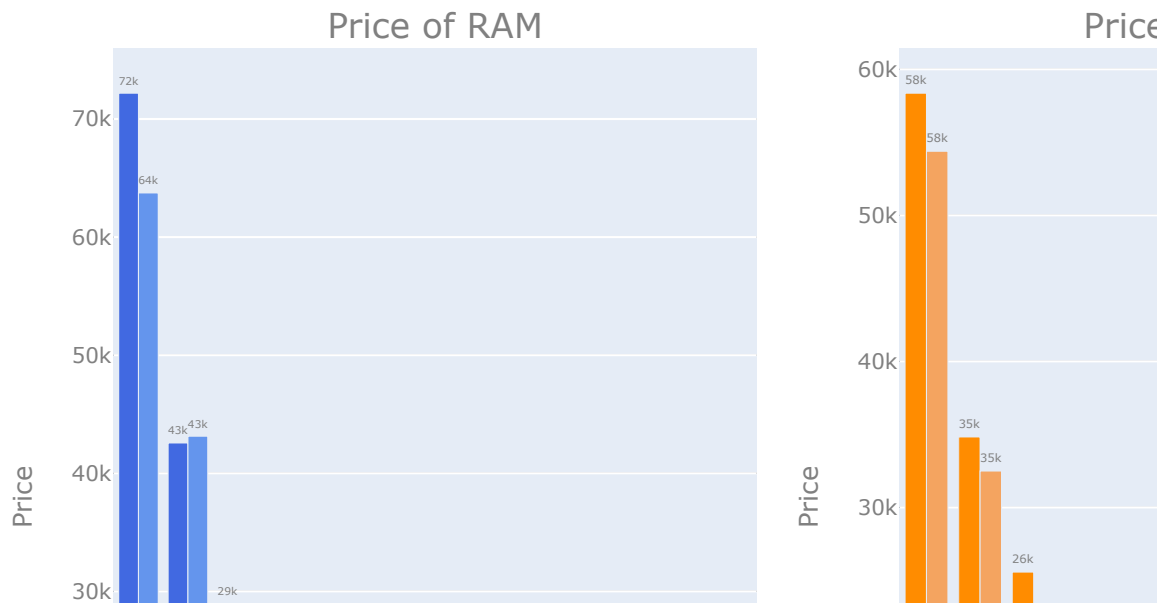 Price of RAM
72k
70k
64k
60k
50k
43k
43k
40k
Price
30k
29k
Price
60k
58k
58k
50k
40k
35k
35k
Price
30k
26k